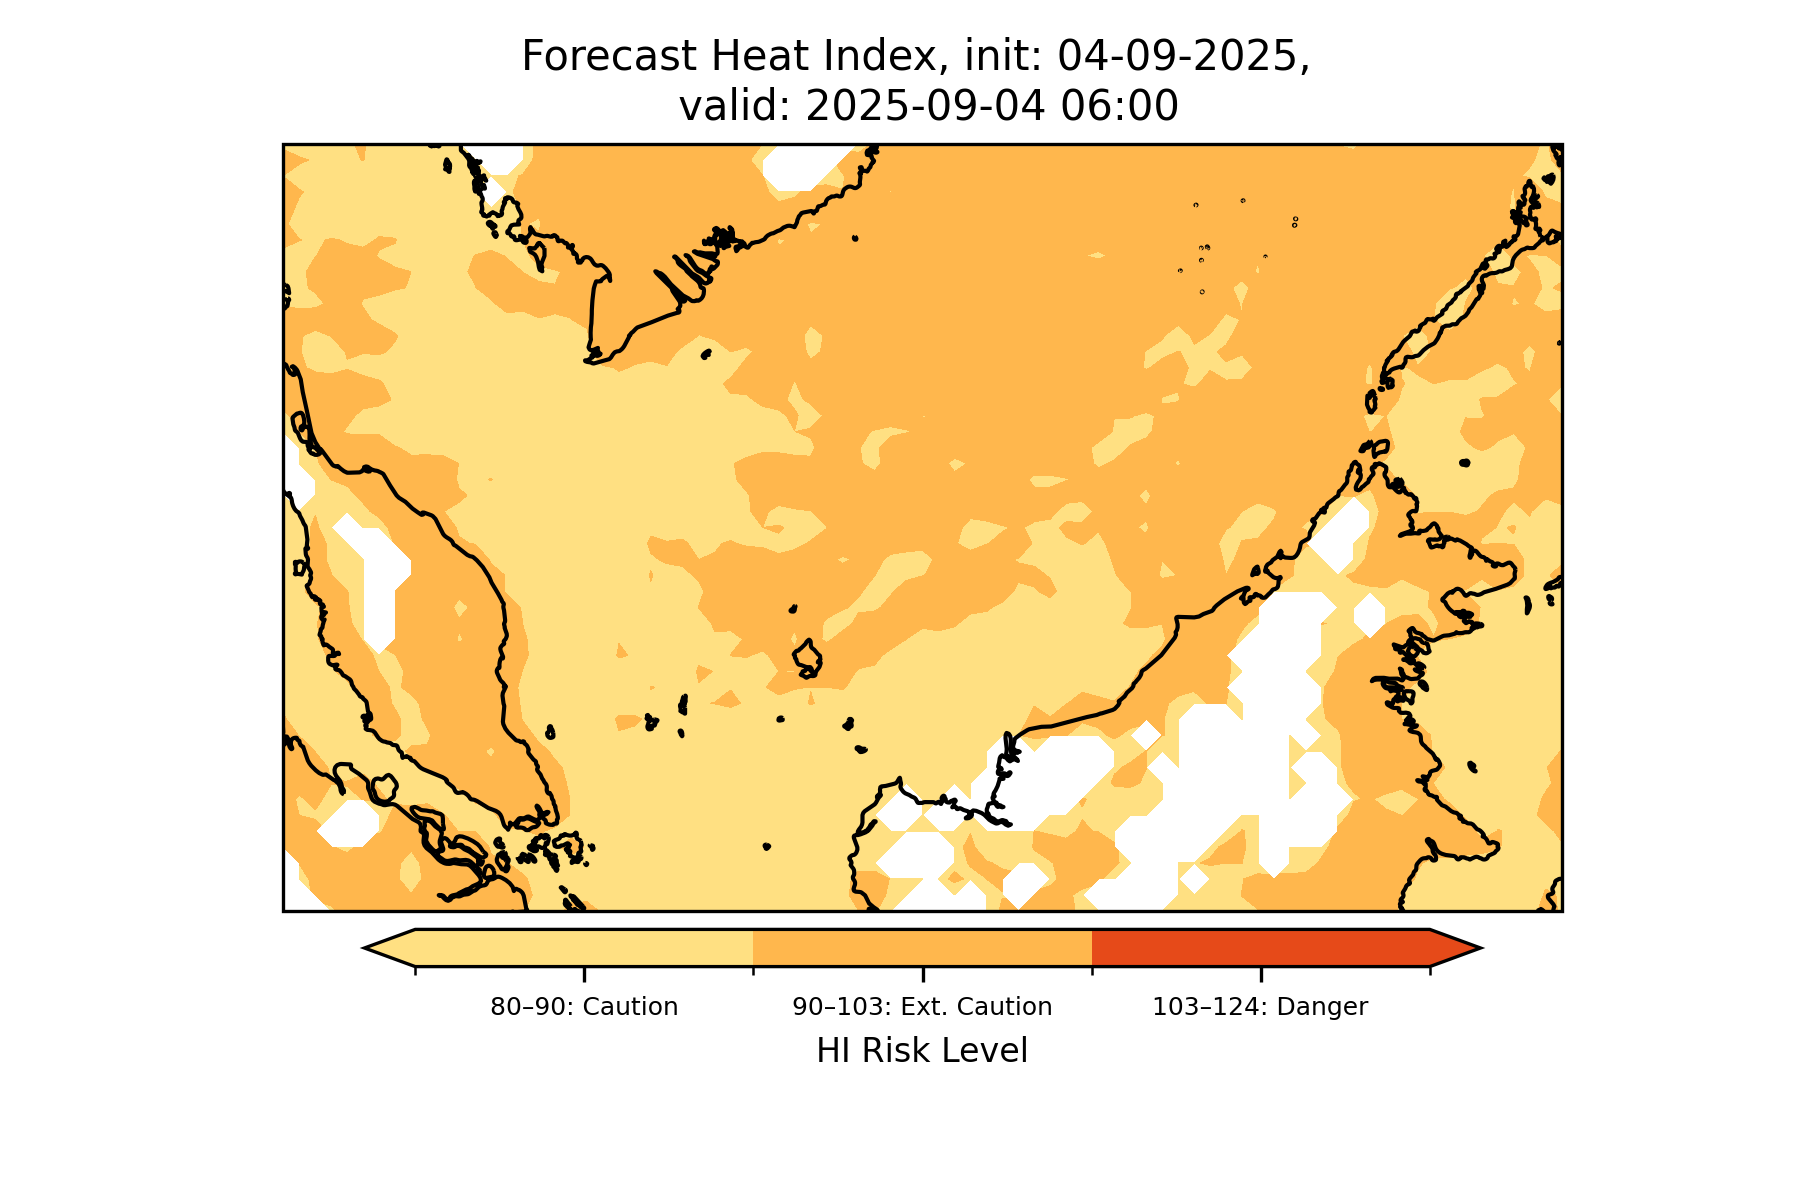 Forecast Heat Index, init: 04-09-2025,
valid: 2025-09-04 06:00
80–90: Caution
90–103: Ext. Caution
103–124: Danger
HI Risk Level